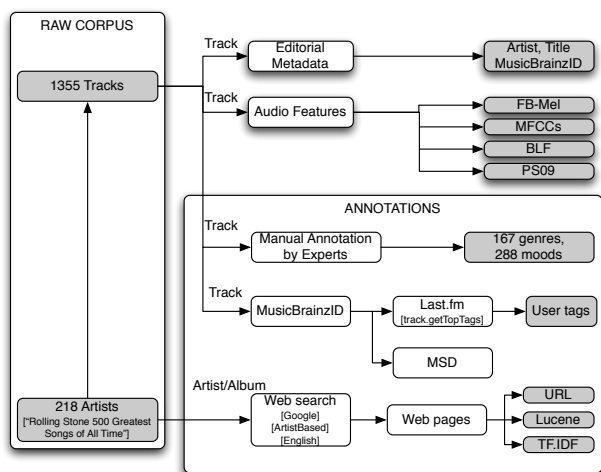 RAW CORPUS
1355 Tracks
218 Artists
["Rolling Stone 500 Greatest
Songs of All Time"]
Track
Editorial
Metadata
Artist, Title
MusicBrainzID
Track
Audio Features
FB-Mel
MFCCs
BLF
PS09
ANNOTATIONS
Track
Manual Annotation
by Experts
167 genres,
288 moods
Track
MusicBrainzID
Last.fm
[track.getTopTags]
User tags
MSD
Artist/Album
Web search
[Google]
[ArtistBased]
[English]
Web pages
URL
Lucene
TF.IDF